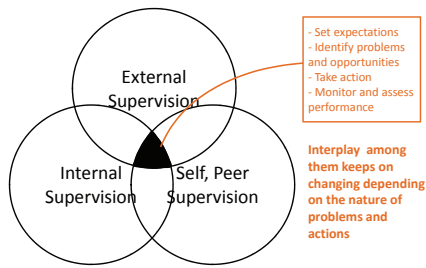 External
Supervision
Internal
Supervision
Self, Peer
Supervision
- Set expectations
- Identify problems
and opportunities
- Take action
- Monitor and assess
performance
Interplay among
them keeps on
changing depending
on the nature of
problems and
actions